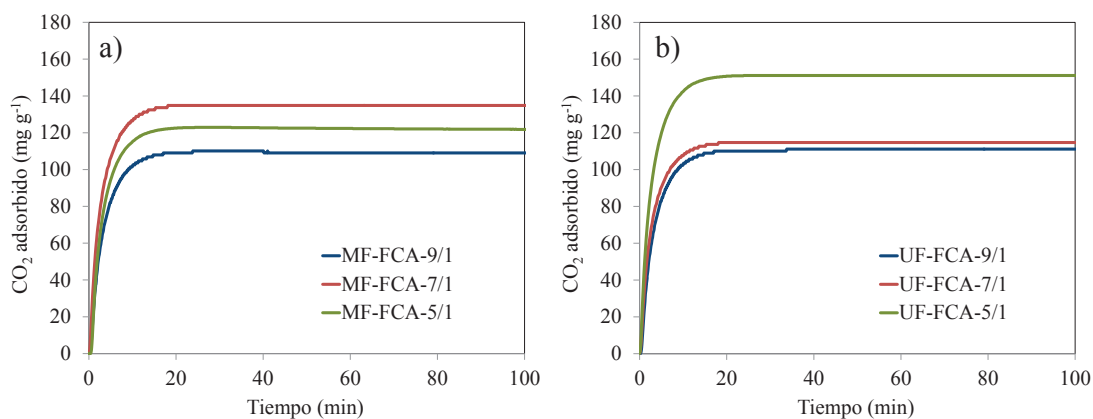 a)
180
160
140
120
100
80
60
40
20
0
CO₂ adsorbido (mg g⁻¹)
MF-FCA-9/1
MF-FCA-7/1
MF-FCA-5/1
0 20 40 60 80 100
Tiempo (min)
b)
180
160
140
120
100
80
60
40
20
0
CO₂ adsorbido (mg g⁻¹)
UF-FCA-9/1
UF-FCA-7/1
UF-FCA-5/1
0 20 40 60 80 100
Tiempo (min)